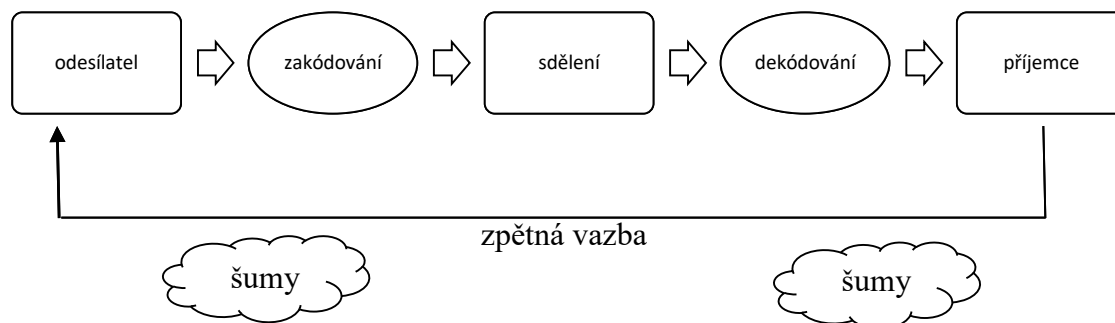 odesílatel
zakódování
sdělení
dekódování
příjemce
zpětná vazba
šumy
šumy